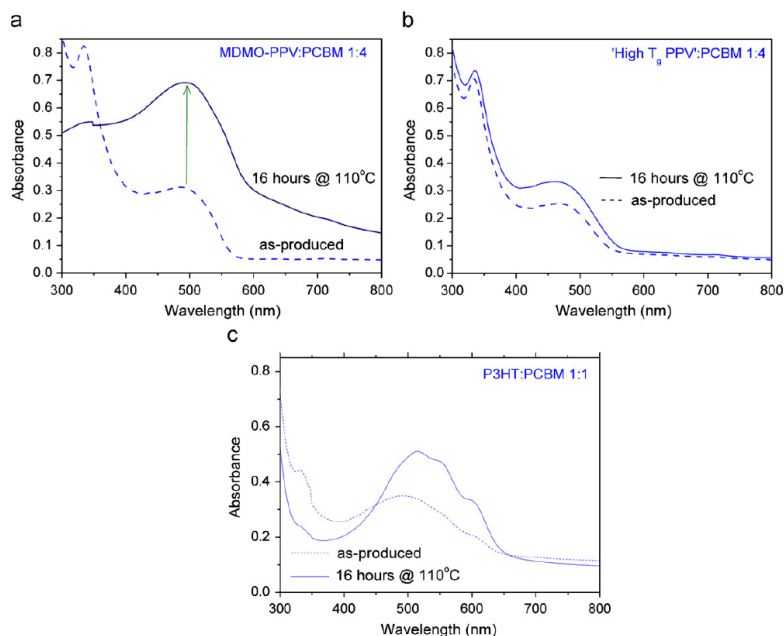 a
MDMO-PPV:PCBM 1:4
0.8
0.7
0.6
0.5
0.4
0.3
0.2
0.1
0.0
Absorbance
16 hours @ 110°C
as-produced
300 400 500 600 700 800
Wavelength (nm)
b
'High Tg PPV':PCBM 1:4
0.8
0.7
0.6
0.5
0.4
0.3
0.2
0.1
0.0
Absorbance
16 hours @ 110°C
as-produced
300 400 500 600 700 800
Wavelength (nm)
c
P3HT:PCBM 1:1
0.8
0.6
0.4
0.2
0.0
Absorbance
as-produced
16 hours @ 110°C
300 400 500 600 700 800
Wavelength (nm)